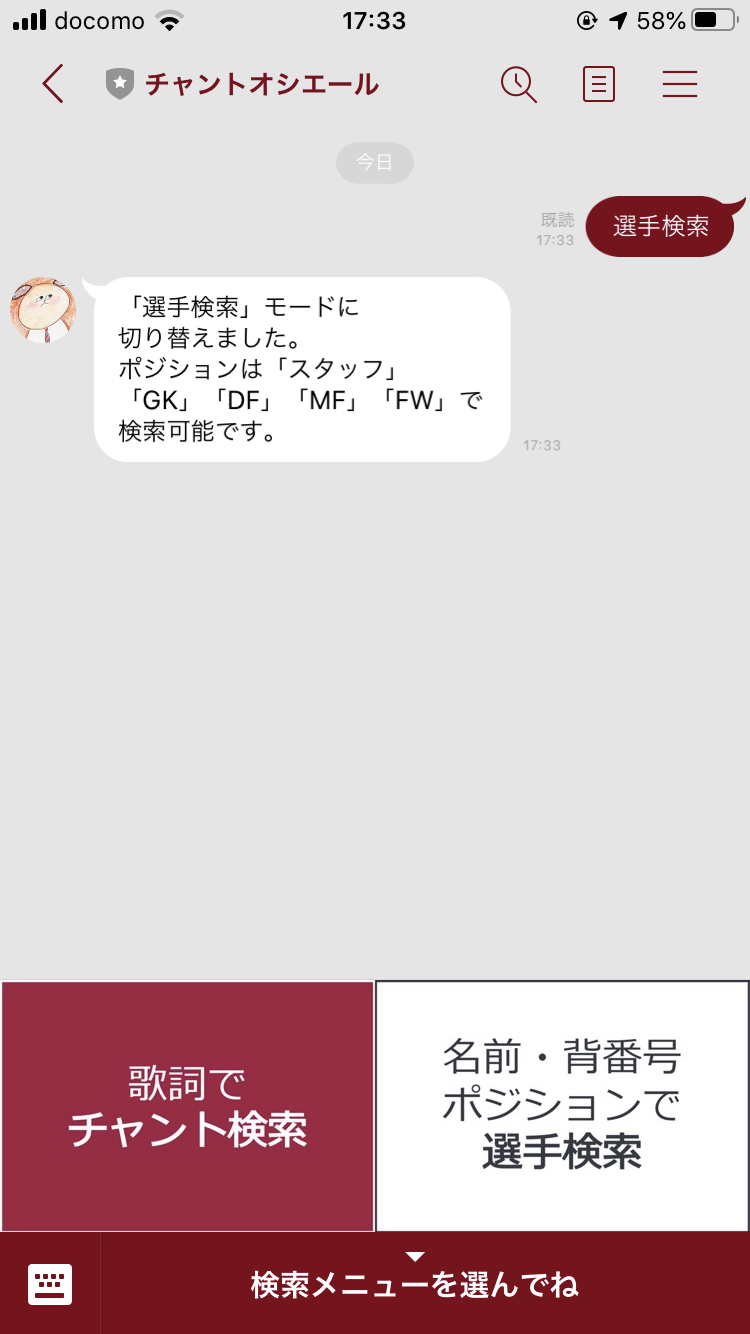 docomo 17:33 58%
チャントオシエール
今日
既読
17:33
選手検索
「選手検索」モードに
切り替えました。
ポジションは「スタッフ」
「GK」「DF」「MF」「FW」で
検索可能です。
17:33
歌詞で
チャント検索
名前・背番号
ポジションで
選手検索
検索メニューを選んでね